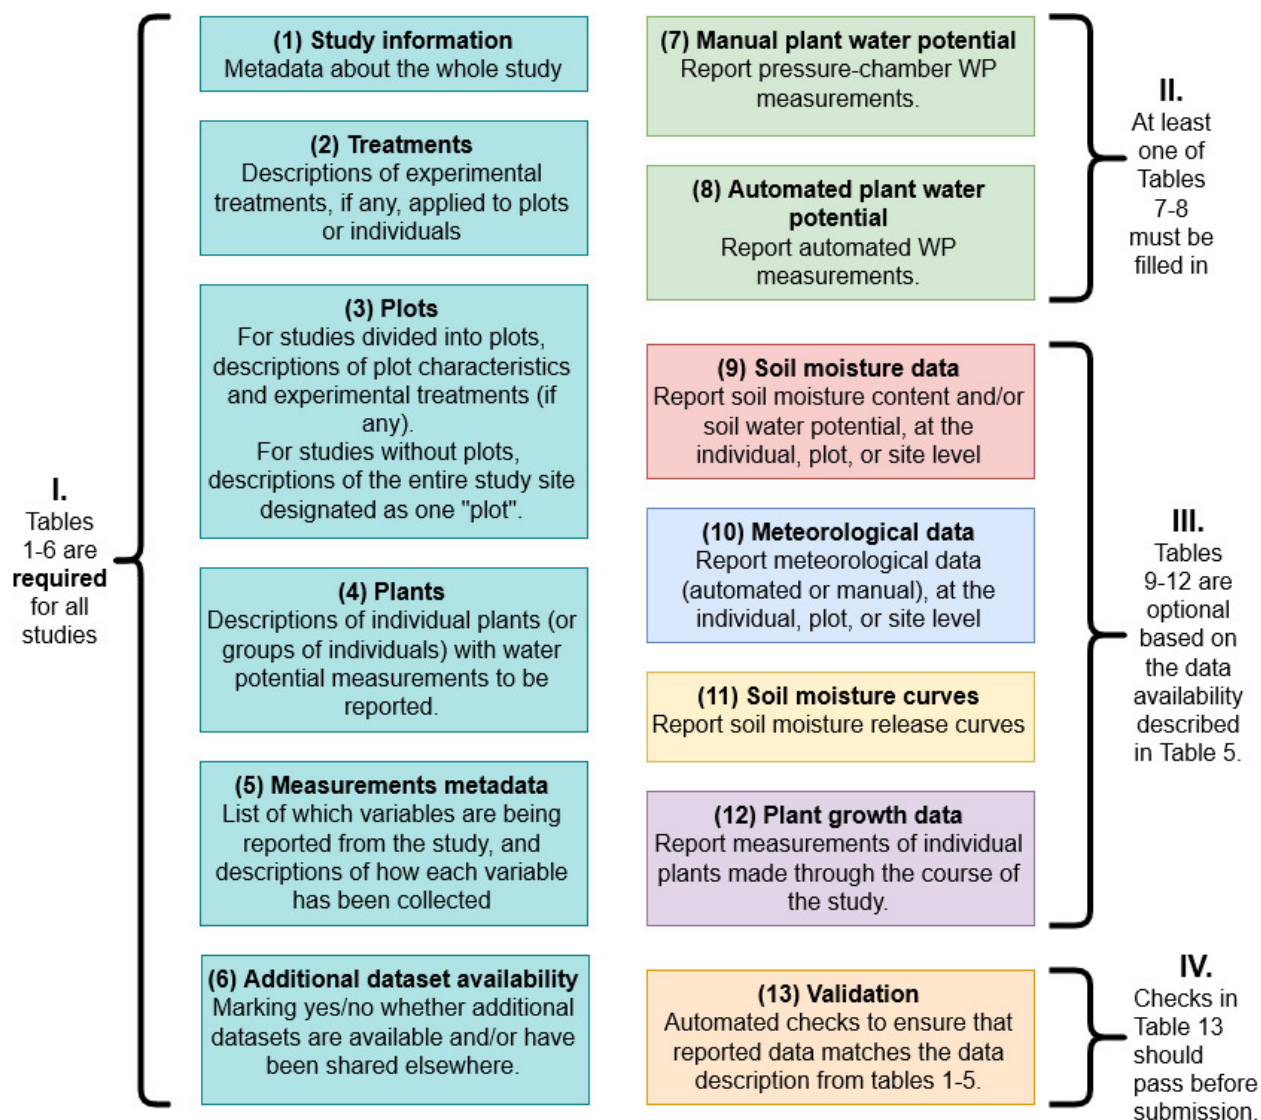 (1) Study information
Metadata about the whole study
(2) Treatments
Descriptions of experimental
treatments, if any, applied to plots
or individuals
(3) Plots
For studies divided into plots,
descriptions of plot characteristics
and experimental treatments (if
any).
For studies without plots,
descriptions of the entire study site
designated as one "plot".
I.
Tables
1-6 are
required
for all
studies
(4) Plants
Descriptions of individual plants (or
groups of individuals) with water
potential measurements to be
reported.
(5) Measurements metadata
List of which variables are being
reported from the study, and
descriptions of how each variable
has been collected
(6) Additional dataset availability
Marking yes/no whether additional
datasets are available and/or have
been shared elsewhere.
(7) Manual plant water potential
Report pressure-chamber WP
measurements.
(8) Automated plant water
potential
Report automated WP
measurements.
II.
At least
one of
Tables
7-8
must be
filled in
(9) Soil moisture data
Report soil moisture content and/or
soil water potential, at the
individual, plot, or site level
(10) Meteorological data
Report meteorological data
(automated or manual), at the
individual, plot, or site level
(11) Soil moisture curves
Report soil moisture release curves
(12) Plant growth data
Report measurements of individual
plants made through the course of
the study.
III.
Tables
9-12 are
optional
based on
the data
availability
described
in Table 5.
(13) Validation
Automated checks to ensure that
reported data matches the data
description from tables 1-5.
IV.
Checks in
Table 13
should
pass before
submission.